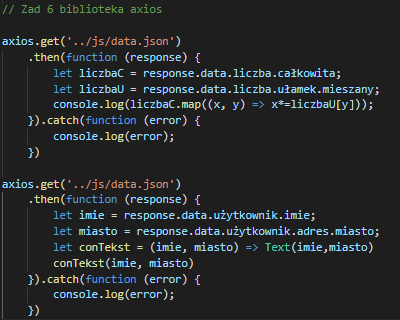 // Zad 6 biblioteka axios
axios.get('../js/data.json')
.then(function (response) {
let liczbaC = response.data.liczba.całkowita;
let liczbaU = response.data.liczba.ułamek.mieszany;
console.log(liczbaC.map((x, y) => x*=liczbaU[y]));
}).catch(function (error) {
console.log(error);
})
axios.get('../js/data.json')
.then(function (response) {
let imie = response.data.użytkownik.imie;
let miasto = response.data.użytkownik.adres.miasto;
let conTekst = (imie, miasto) => Text(imie,miasto)
conTekst(imie, miasto)
}).catch(function (error) {
console.log(error);
})